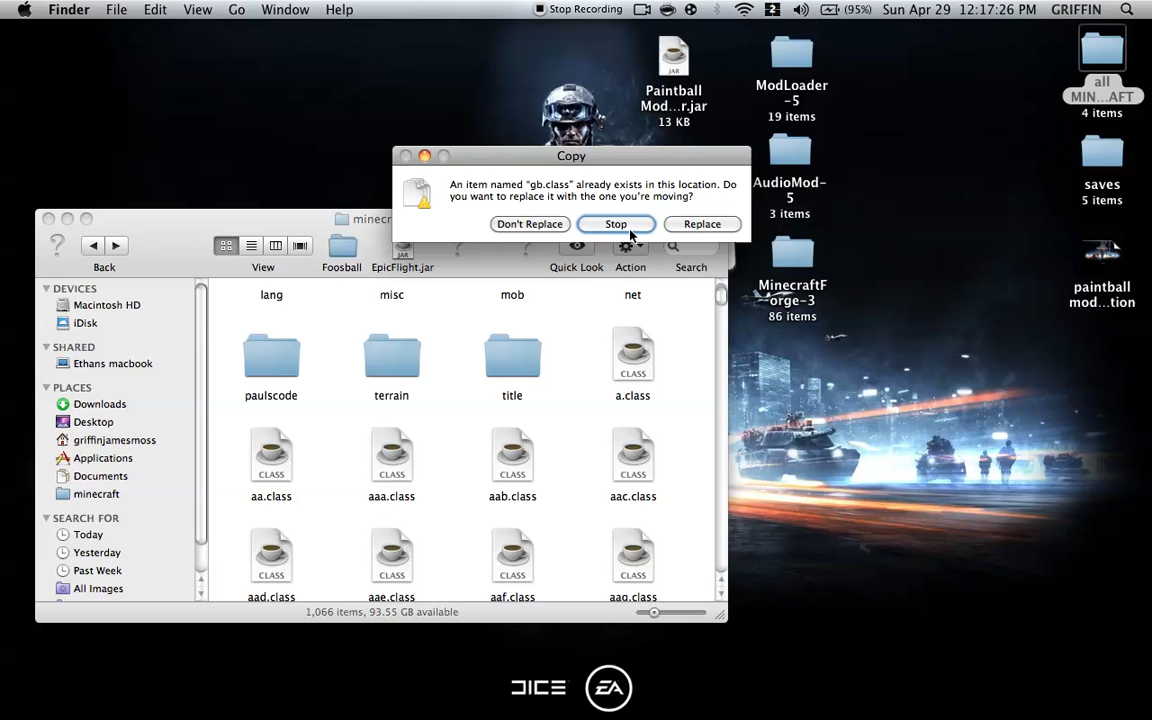 Finder File Edit View Go Window Help Stop Recording 2 (95%) Sun Apr 29 12:17:26 PM GRIFFIN
JAR
Paintball
Mod...r.jar
13 KB
ModLoader
-5
19 items
all
MIN...AFT
4 items
AudioMod-
5
3 items
saves
5 items
MinecraftF
orge-3
86 items
paintball
mod...tion
Copy
An item named "gb.class" already exists in this location. Do
you want to replace it with the one you're moving?
Don't Replace Stop Replace
minecr
JAR
Back View Foosball EpicFlight.jar Quick Look Action Search
DEVICES
Macintosh HD
iDisk
SHARED
Ethans macbook
PLACES
Downloads
Desktop
griffinjamesmoss
Applications
Documents
minecraft
SEARCH FOR
Today
Yesterday
Past Week
All Images
lang misc mob net
CLASS
paulscode terrain title a.class
CLASS CLASS CLASS CLASS
aa.class aaa.class aab.class aac.class
CLASS CLASS CLASS CLASS
aad.class aae.class aaf.class aag.class
1,066 items, 93.55 GB available
DICE EA